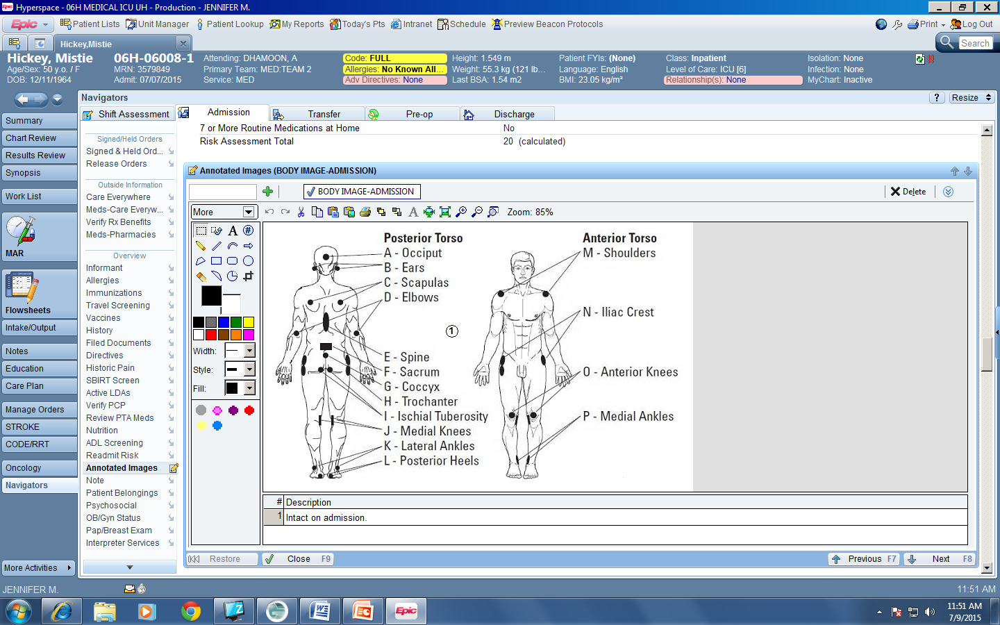 Hyperspace - 06H MEDICAL ICU UH - Production - JENNIFER M.
Epic Patient Lists Unit Manager Patient Lookup My Reports Today's Pts Intranet Schedule Preview Beacon Protocols Print Log Out
Hickey,Mistie
Search
Hickey, Mistie 06H-06008-1 Attending: DHAMOON, A Code: FULL Height: 1.549 m Patient FYIs: (None) Class: Inpatient Isolation: None
Age/Sex: 50 y.o. / F MRN: 3579849 Primary Team: MED:TEAM 2 Allergies: No Known All... Weight: 55.3 kg (121 lb... Language: English Level of Care: ICU [6] Infection: None
DOB: 12/11/1964 Admit: 07/07/2015 Service: MED Adv Directives: None Last BSA: 1.54 m2 BMI: 23.05 kg/m² Relationship(s): None MyChart: Inactive
Navigators ? Resize
Shift Assessment Admission Transfer Pre-op Discharge
Summary
Chart Review
Results Review
Synopsis
Work List
MAR
Flowsheets
Intake/Output
Notes
Education
Care Plan
Manage Orders
STROKE
CODE/RRT
Oncology
Navigators
More Activities
Signed/Held Orders
Signed & Held Ord...
Release Orders
Outside Information
Care Everywhere
Meds-Care Everyw...
Verify Rx Benefits
Meds-Pharmacies
Overview
Informant
Allergies
Immunizations
Travel Screening
Vaccines
History
Filed Documents
Directives
Historic Pain
SBIRT Screen
Active LDAs
Verify PCP
Review PTA Meds
Nutrition
ADL Screening
Readmit Risk
Annotated Images
Note
Patient Belongings
Psychosocial
OB/Gyn Status
Pap/Breast Exam
Interpreter Services
7 or More Routine Medications at Home No
Risk Assessment Total 20 (calculated)
Annotated Images (BODY IMAGE-ADMISSION)
BODY IMAGE-ADMISSION Delete
More Zoom: 85%
A #
Width:
Style:
Fill:
Posterior Torso
A - Occiput
B - Ears
C - Scapulas
D - Elbows
E - Spine
F - Sacrum
G - Coccyx
H - Trochanter
I - Ischial Tuberosity
J - Medial Knees
K - Lateral Ankles
L - Posterior Heels
1
Anterior Torso
M - Shoulders
N - Iliac Crest
O - Anterior Knees
P - Medial Ankles
# Description
1 Intact on admission.
Restore Close F9 Previous F7 Next F8
JENNIFER M. 11:51 AM
Epic
11:51 AM
7/9/2015